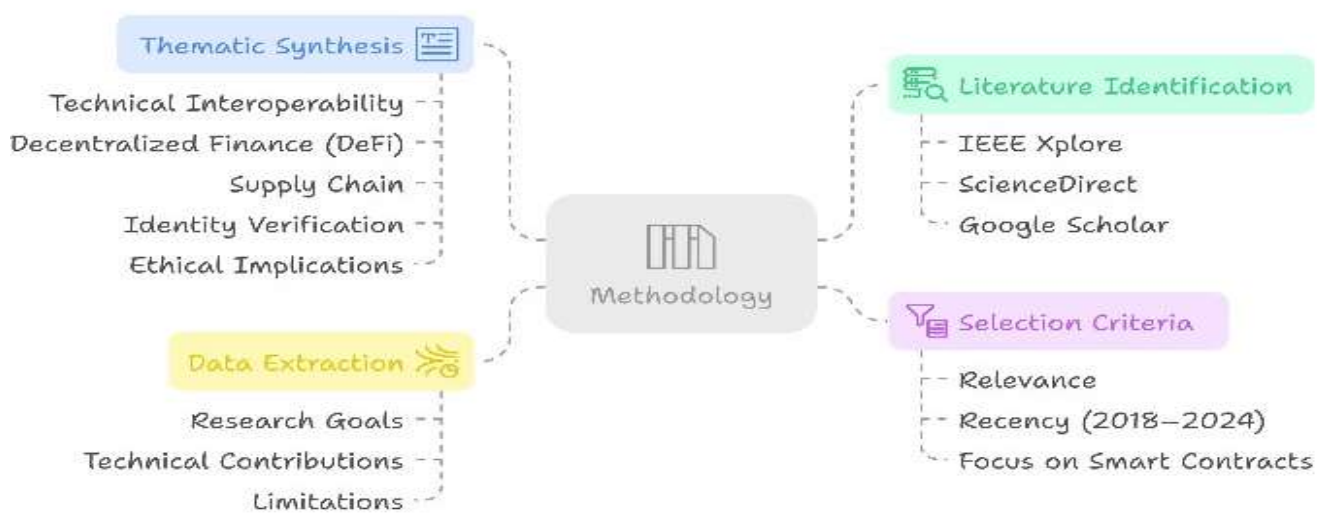 Thematic Synthesis
Technical Interoperability
Decentralized Finance (DeFi)
Supply Chain
Identity Verification
Ethical Implications
Data Extraction
Research Goals
Technical Contributions
Limitations
Methodology
Literature Identification
IEEE Xplore
ScienceDirect
Google Scholar
Selection Criteria
Relevance
Recency (2018–2024)
Focus on Smart Contracts